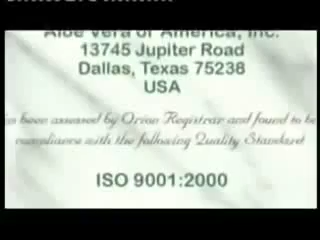 Aloe Vera of America, Inc.
13745 Jupiter Road
Dallas, Texas 75238
USA
been assessed by Orion Registrar and found to be
compliance with the following Quality Standard
ISO 9001:2000